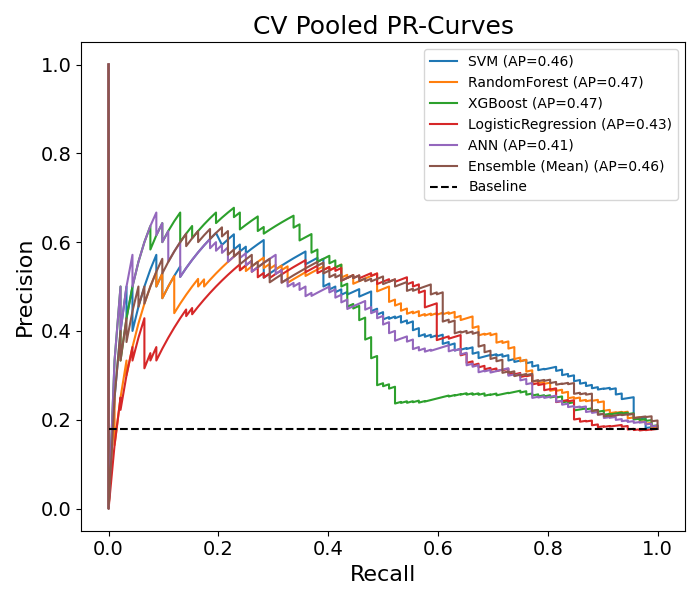 CV Pooled PR-Curves
SVM (AP=0.46)
RandomForest (AP=0.47)
XGBoost (AP=0.47)
LogisticRegression (AP=0.43)
ANN (AP=0.41)
Ensemble (Mean) (AP=0.46)
Baseline
Precision
1.0
0.8
0.6
0.4
0.2
0.0
0.0 0.2 0.4 0.6 0.8 1.0
Recall